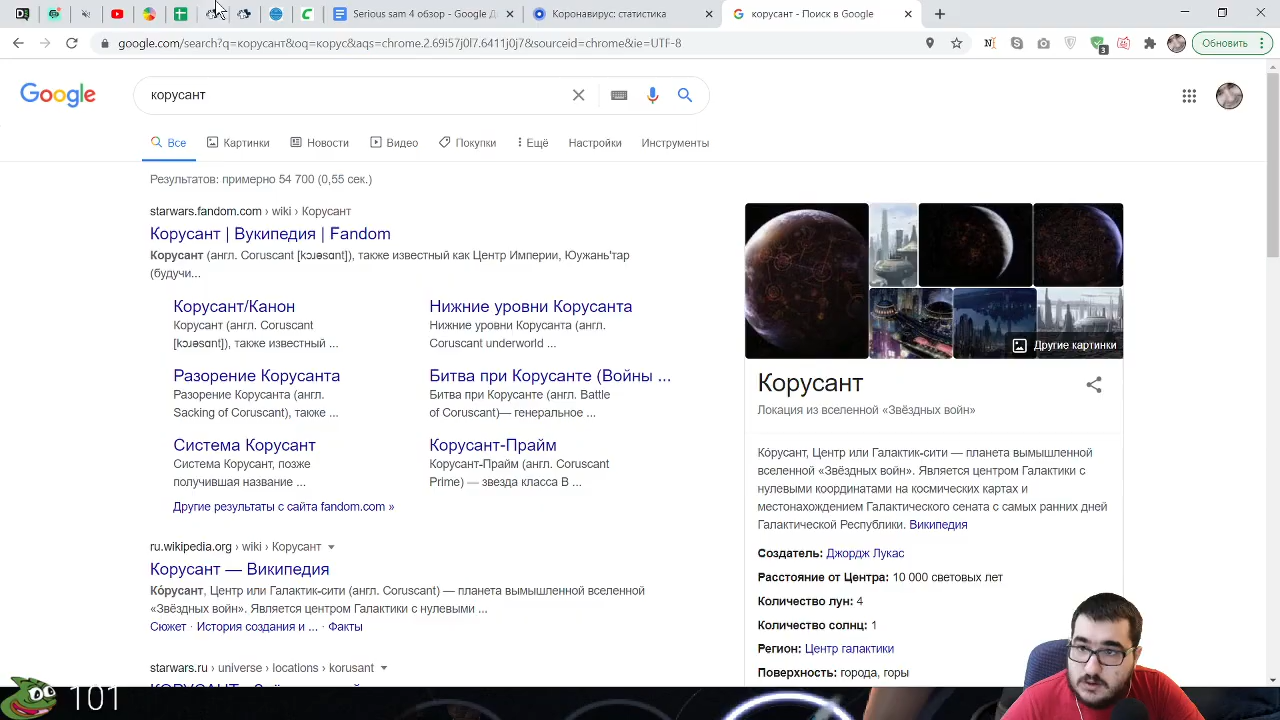 Serious sam 4 обзор - Google Д
Коронавирус: статистика
корусант - Поиск в Google
google.com/search?q=корусант&oq=корус&aqs=chrome.2.69i57j0l7.6411j0j7&sourceid=chrome&ie=UTF-8
3
Обновить
Google
корусант
Все
Картинки
Новости
Видео
Покупки
Ещё
Настройки
Инструменты
Результатов: примерно 54 700 (0,55 сек.)
starwars.fandom.com › wiki › Корусант
Корусант | Вукипедия | Fandom
Корусант (англ. Coruscant [kɔɹəsɑnt]), также известный как Центр Империи, Юужань'тар
(будучи...
Корусант/Канон
Корусант (англ. Coruscant
[kɔɹəsɑnt]), также известный ...
Нижние уровни Корусанта
Нижние уровни Корусанта (англ.
Coruscant underworld ...
Разорение Корусанта
Разорение Корусанта (англ.
Sacking of Coruscant), также ...
Битва при Корусанте (Войны ...
Битва при Корусанте (англ. Battle
of Coruscant)— генеральное ...
Система Корусант
Система Корусант, позже
получившая название ...
Корусант-Прайм
Корусант-Прайм (англ. Coruscant
Prime) — звезда класса В ...
Другие результаты с сайта fandom.com »
ru.wikipedia.org › wiki › Корусант
Корусант — Википедия
Ко́русант, Центр или Галактик-сити (англ. Coruscant) — планета вымышленной вселенной
«Звёздных войн». Является центром Галактики с нулевыми ...
Сюжет · История создания и ... · Факты
starwars.ru › universe › locations › korusant
Другие картинки
Корусант
Локация из вселенной «Звёздных войн»
Ко́русант, Центр или Галактик-сити — планета вымышленной
вселенной «Звёздных войн». Является центром Галактики с
нулевыми координатами на космических картах и
местонахождением Галактического сената с самых ранних дней
Галактической Республики. Википедия
Создатель: Джордж Лукас
Расстояние от Центра: 10 000 световых лет
Количество лун: 4
Количество солнц: 1
Регион: Центр галактики
Поверхность: города, горы
101